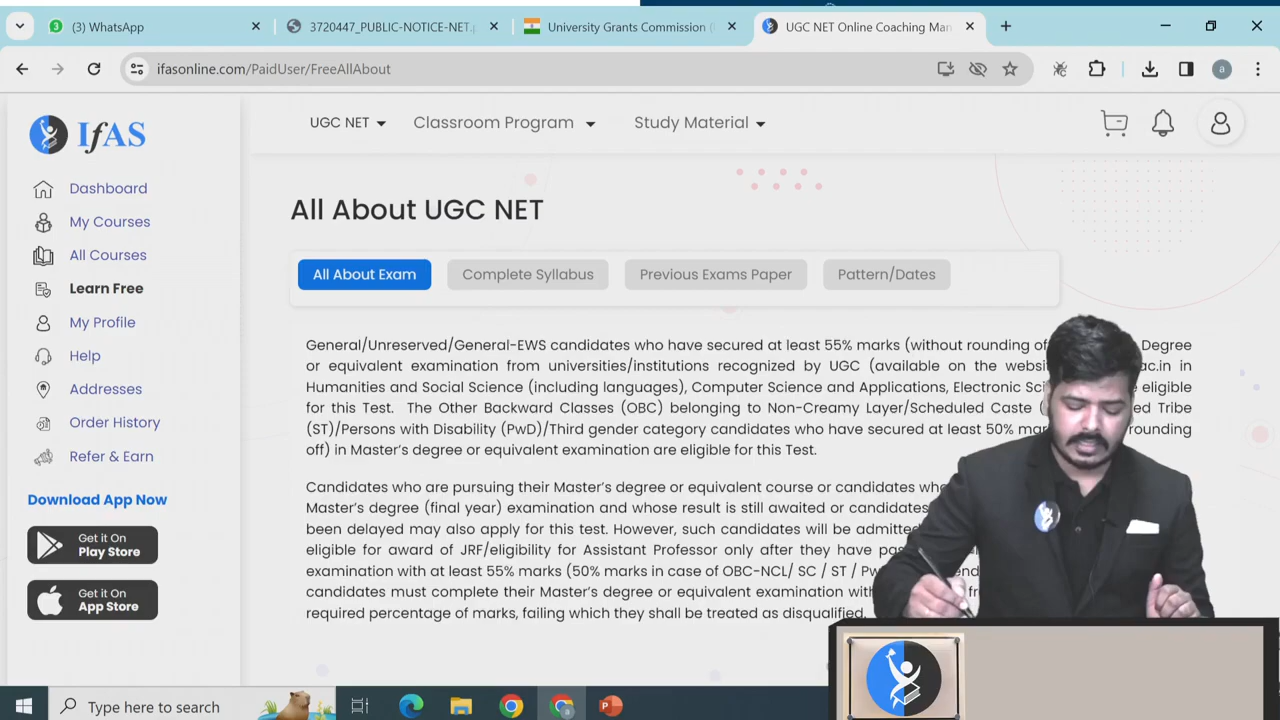 (3) WhatsApp
3720447_PUBLIC-NOTICE-NET.p
University Grants Commission (
UGC NET Online Coaching Man
ifasonline.com/PaidUser/FreeAllAbout
a
IfAS
UGC NET
Classroom Program
Study Material
Dashboard
My Courses
All Courses
Learn Free
My Profile
Help
Addresses
Order History
Refer & Earn
Download App Now
Get it On
Play Store
Get it On
App Store
All About UGC NET
All About Exam
Complete Syllabus
Previous Exams Paper
Pattern/Dates
General/Unreserved/General-EWS candidates who have secured at least 55% marks (without rounding of Degree
or equivalent examination from universities/institutions recognized by UGC (available on the ac.in in
Humanities and Social Science (including languages), Computer Science and Applications, Electronic eligible
for this Test. The Other Backward Classes (OBC) belonging to Non-Creamy Layer/Scheduled Caste ( Tribe
(ST)/Persons with Disability (PwD)/Third gender category candidates who have secured at least 50% rounding
off) in Master's degree or equivalent examination are eligible for this Test.
Candidates who are pursuing their Master's degree or equivalent course or candidates
Master's degree (final year) examination and whose result is still awaited or candidates
been delayed may also apply for this test. However, such candidates will be admitted
eligible for award of JRF/eligibility for Assistant Professor only after they have
examination with at least 55% marks (50% marks in case of OBC-NCL/ SC / ST /
candidates must complete their Master's degree or equivalent examination
required percentage of marks, failing which they shall be treated as disqualified.
Type here to search